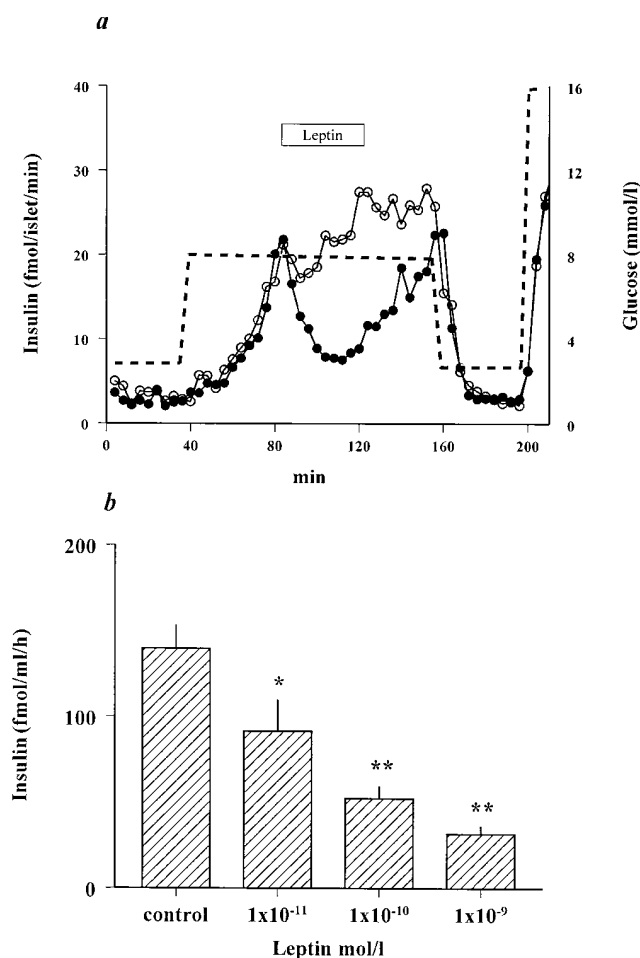 a
40
30
20
10
0
Insulin (fmol/islet/min)
Leptin
16
12
8
4
0
Glucose (mmol/l)
0
40
80
120
160
200
min
b
200
100
0
Insulin (fmol/ml/h)
*
**
**
control
1x10⁻¹¹
1x10⁻¹⁰
1x10⁻⁹
Leptin mol/l